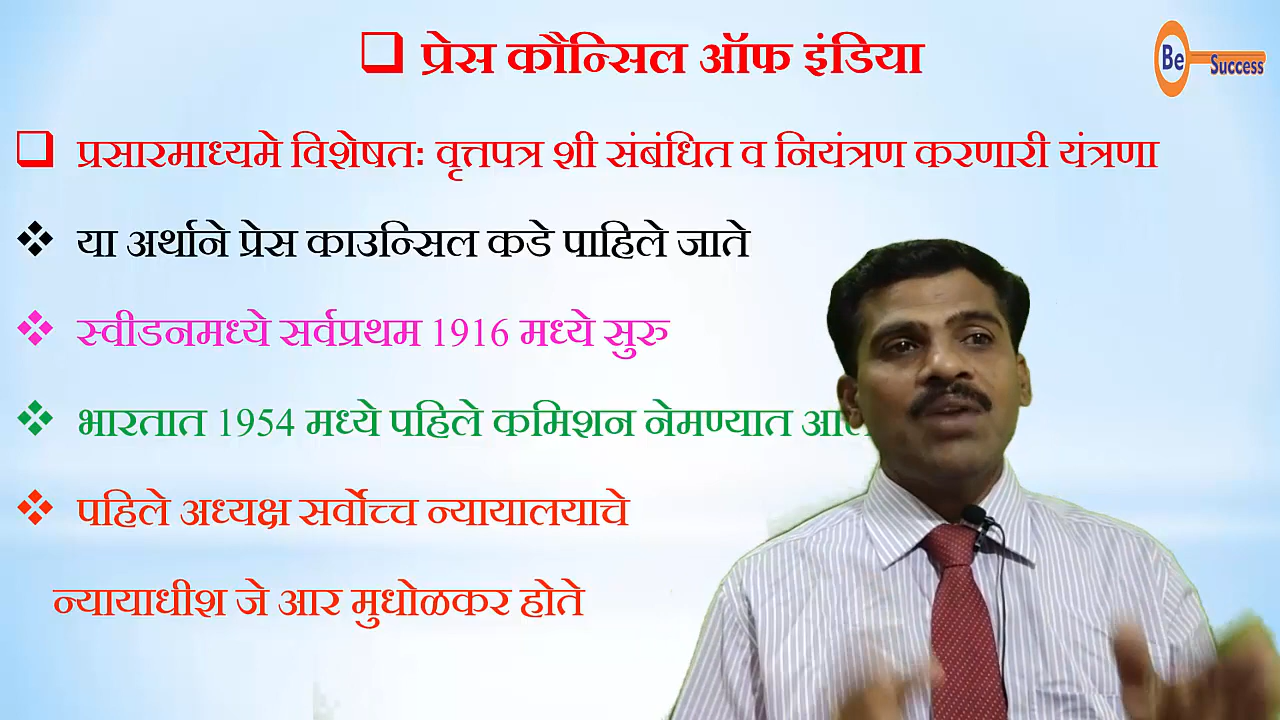 प्रेस कौन्सिल ऑफ इंडिया
Be Success
प्रसारमाध्यमे विशेषतः वृत्तपत्र शी संबंधित व नियंत्रण करणारी यंत्रणा
या अर्थाने प्रेस काउन्सिल कडे पाहिले जाते
स्वीडनमध्ये सर्वप्रथम 1916 मध्ये सुरु
भारतात 1954 मध्ये पहिले कमिशन नेमण्यात
पहिले अध्यक्ष सर्वोच्च न्यायालयाचे
न्यायाधीश जे आर मुधोळकर होते